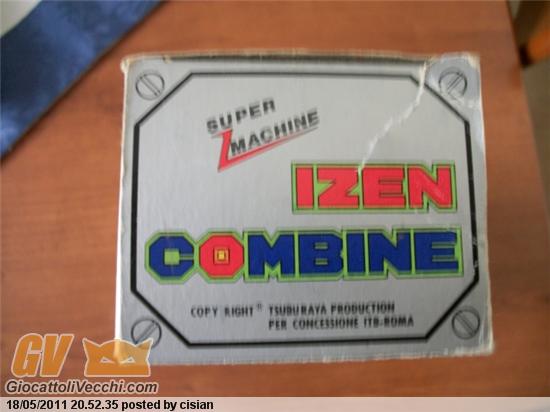 SUPER
MACHINE
IZEN
COMBINE
COPY RIGHT® TSUBURAYA PRODUCTION
PER CONCESSIONE ITB-ROMA
GV
GiocattoliVecchi.com
18/05/2011 20.52.35 posted by cisian